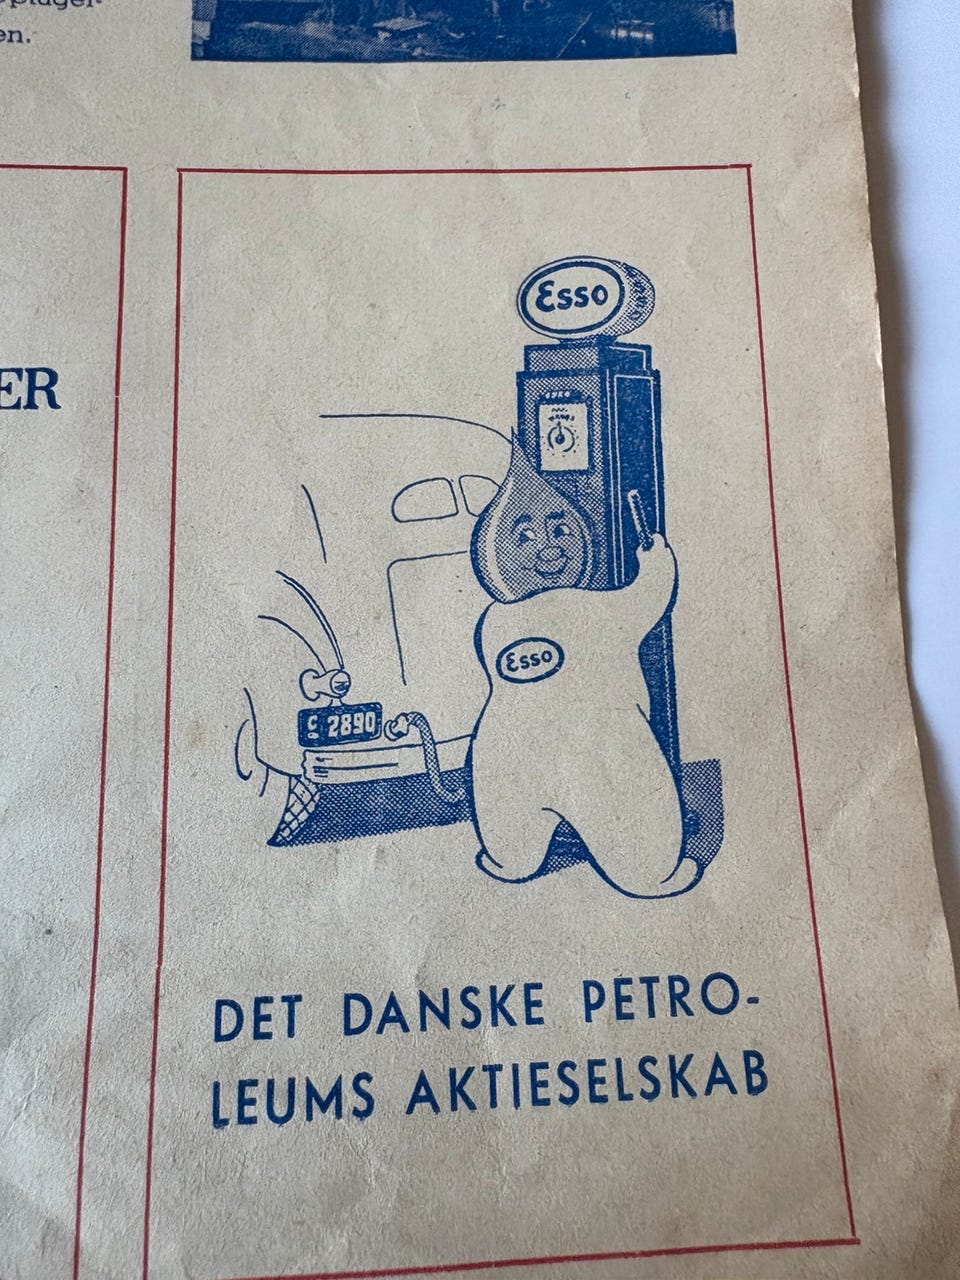 en.
ER
Esso
Esso
C 2890
DET DANSKE PETRO-
LEUMS AKTIESELSKAB